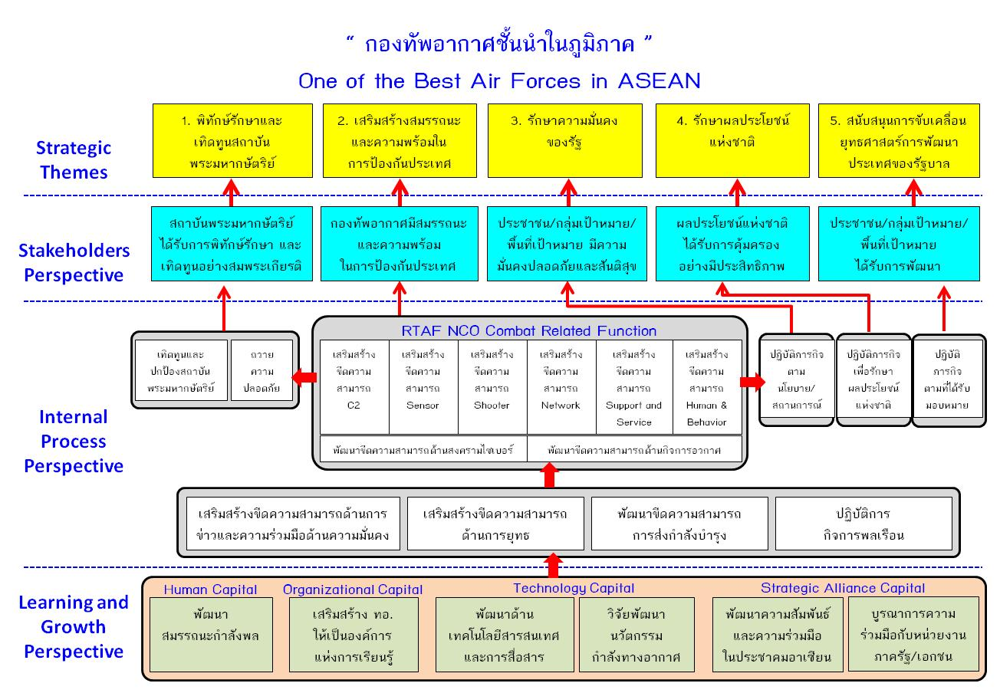 “ กองทัพอากาศชั้นนำในภูมิภาค ”
One of the Best Air Forces in ASEAN
Strategic
Themes
1. พิทักษ์รักษาและ
เทิดทูนสถาบัน
พระมหากษัตริย์
2. เสริมสร้างสมรรถนะ
และความพร้อมใน
การป้องกันประเทศ
3. รักษาความมั่นคง
ของรัฐ
4. รักษาผลประโยชน์
แห่งชาติ
5. สนับสนุนการขับเคลื่อน
ยุทธศาสตร์การพัฒนา
ประเทศของรัฐบาล
Stakeholders
Perspective
สถาบันพระมหากษัตริย์
ได้รับการพิทักษ์รักษา และ
เทิดทูนอย่างสมพระเกียรติ
กองทัพอากาศมีสมรรถนะ
และความพร้อม
ในการป้องกันประเทศ
ประชาชน/กลุ่มเป้าหมาย/
พื้นที่เป้าหมาย มีความ
มั่นคงปลอดภัยและสันติสุข
ผลประโยชน์แห่งชาติ
ได้รับการคุ้มครอง
อย่างมีประสิทธิภาพ
ประชาชน/กลุ่มเป้าหมาย/
พื้นที่เป้าหมาย
ได้รับการพัฒนา
Internal
Process
Perspective
เทิดทูนและ
ปกป้องสถาบัน
พระมหากษัตริย์
ถวาย
ความ
ปลอดภัย
RTAF NCO Combat Related Function
เสริมสร้าง
ขีดความ
สามารถ
C2
เสริมสร้าง
ขีดความ
สามารถ
Sensor
เสริมสร้าง
ขีดความ
สามารถ
Shooter
เสริมสร้าง
ขีดความ
สามารถ
Network
เสริมสร้าง
ขีดความ
สามารถ
Support and
Service
เสริมสร้าง
ขีดความ
สามารถ
Human &
Behavior
พัฒนาขีดความสามารถด้านสงครามไซเบอร์
พัฒนาขีดความสามารถด้านกิจการอวกาศ
ปฏิบัติภารกิจ
ตาม
นโยบาย/
สถานการณ์
ปฏิบัติภารกิจ
เพื่อรักษา
ผลประโยชน์
แห่งชาติ
ปฏิบัติ
ภารกิจ
ตามที่ได้รับ
มอบหมาย
เสริมสร้างขีดความสามารถด้านการ
ข่าวและความร่วมมือด้านความมั่นคง
เสริมสร้างขีดความสามารถ
ด้านการยุทธ
พัฒนาขีดความสามารถ
การส่งกำลังบำรุง
ปฏิบัติการ
กิจการพลเรือน
Learning and
Growth
Perspective
Human Capital
พัฒนา
สมรรถนะกำลังพล
Organizational Capital
เสริมสร้าง ทอ.
ให้เป็นองค์การ
แห่งการเรียนรู้
Technology Capital
พัฒนาด้าน
เทคโนโลยีสารสนเทศ
และการสื่อสาร
วิจัยพัฒนา
นวัตกรรม
กำลังทางอากาศ
Strategic Alliance Capital
พัฒนาความสัมพันธ์
และความร่วมมือ
ในประชาคมอาเซียน
บูรณาการความ
ร่วมมือกับหน่วยงาน
ภาครัฐ/เอกชน